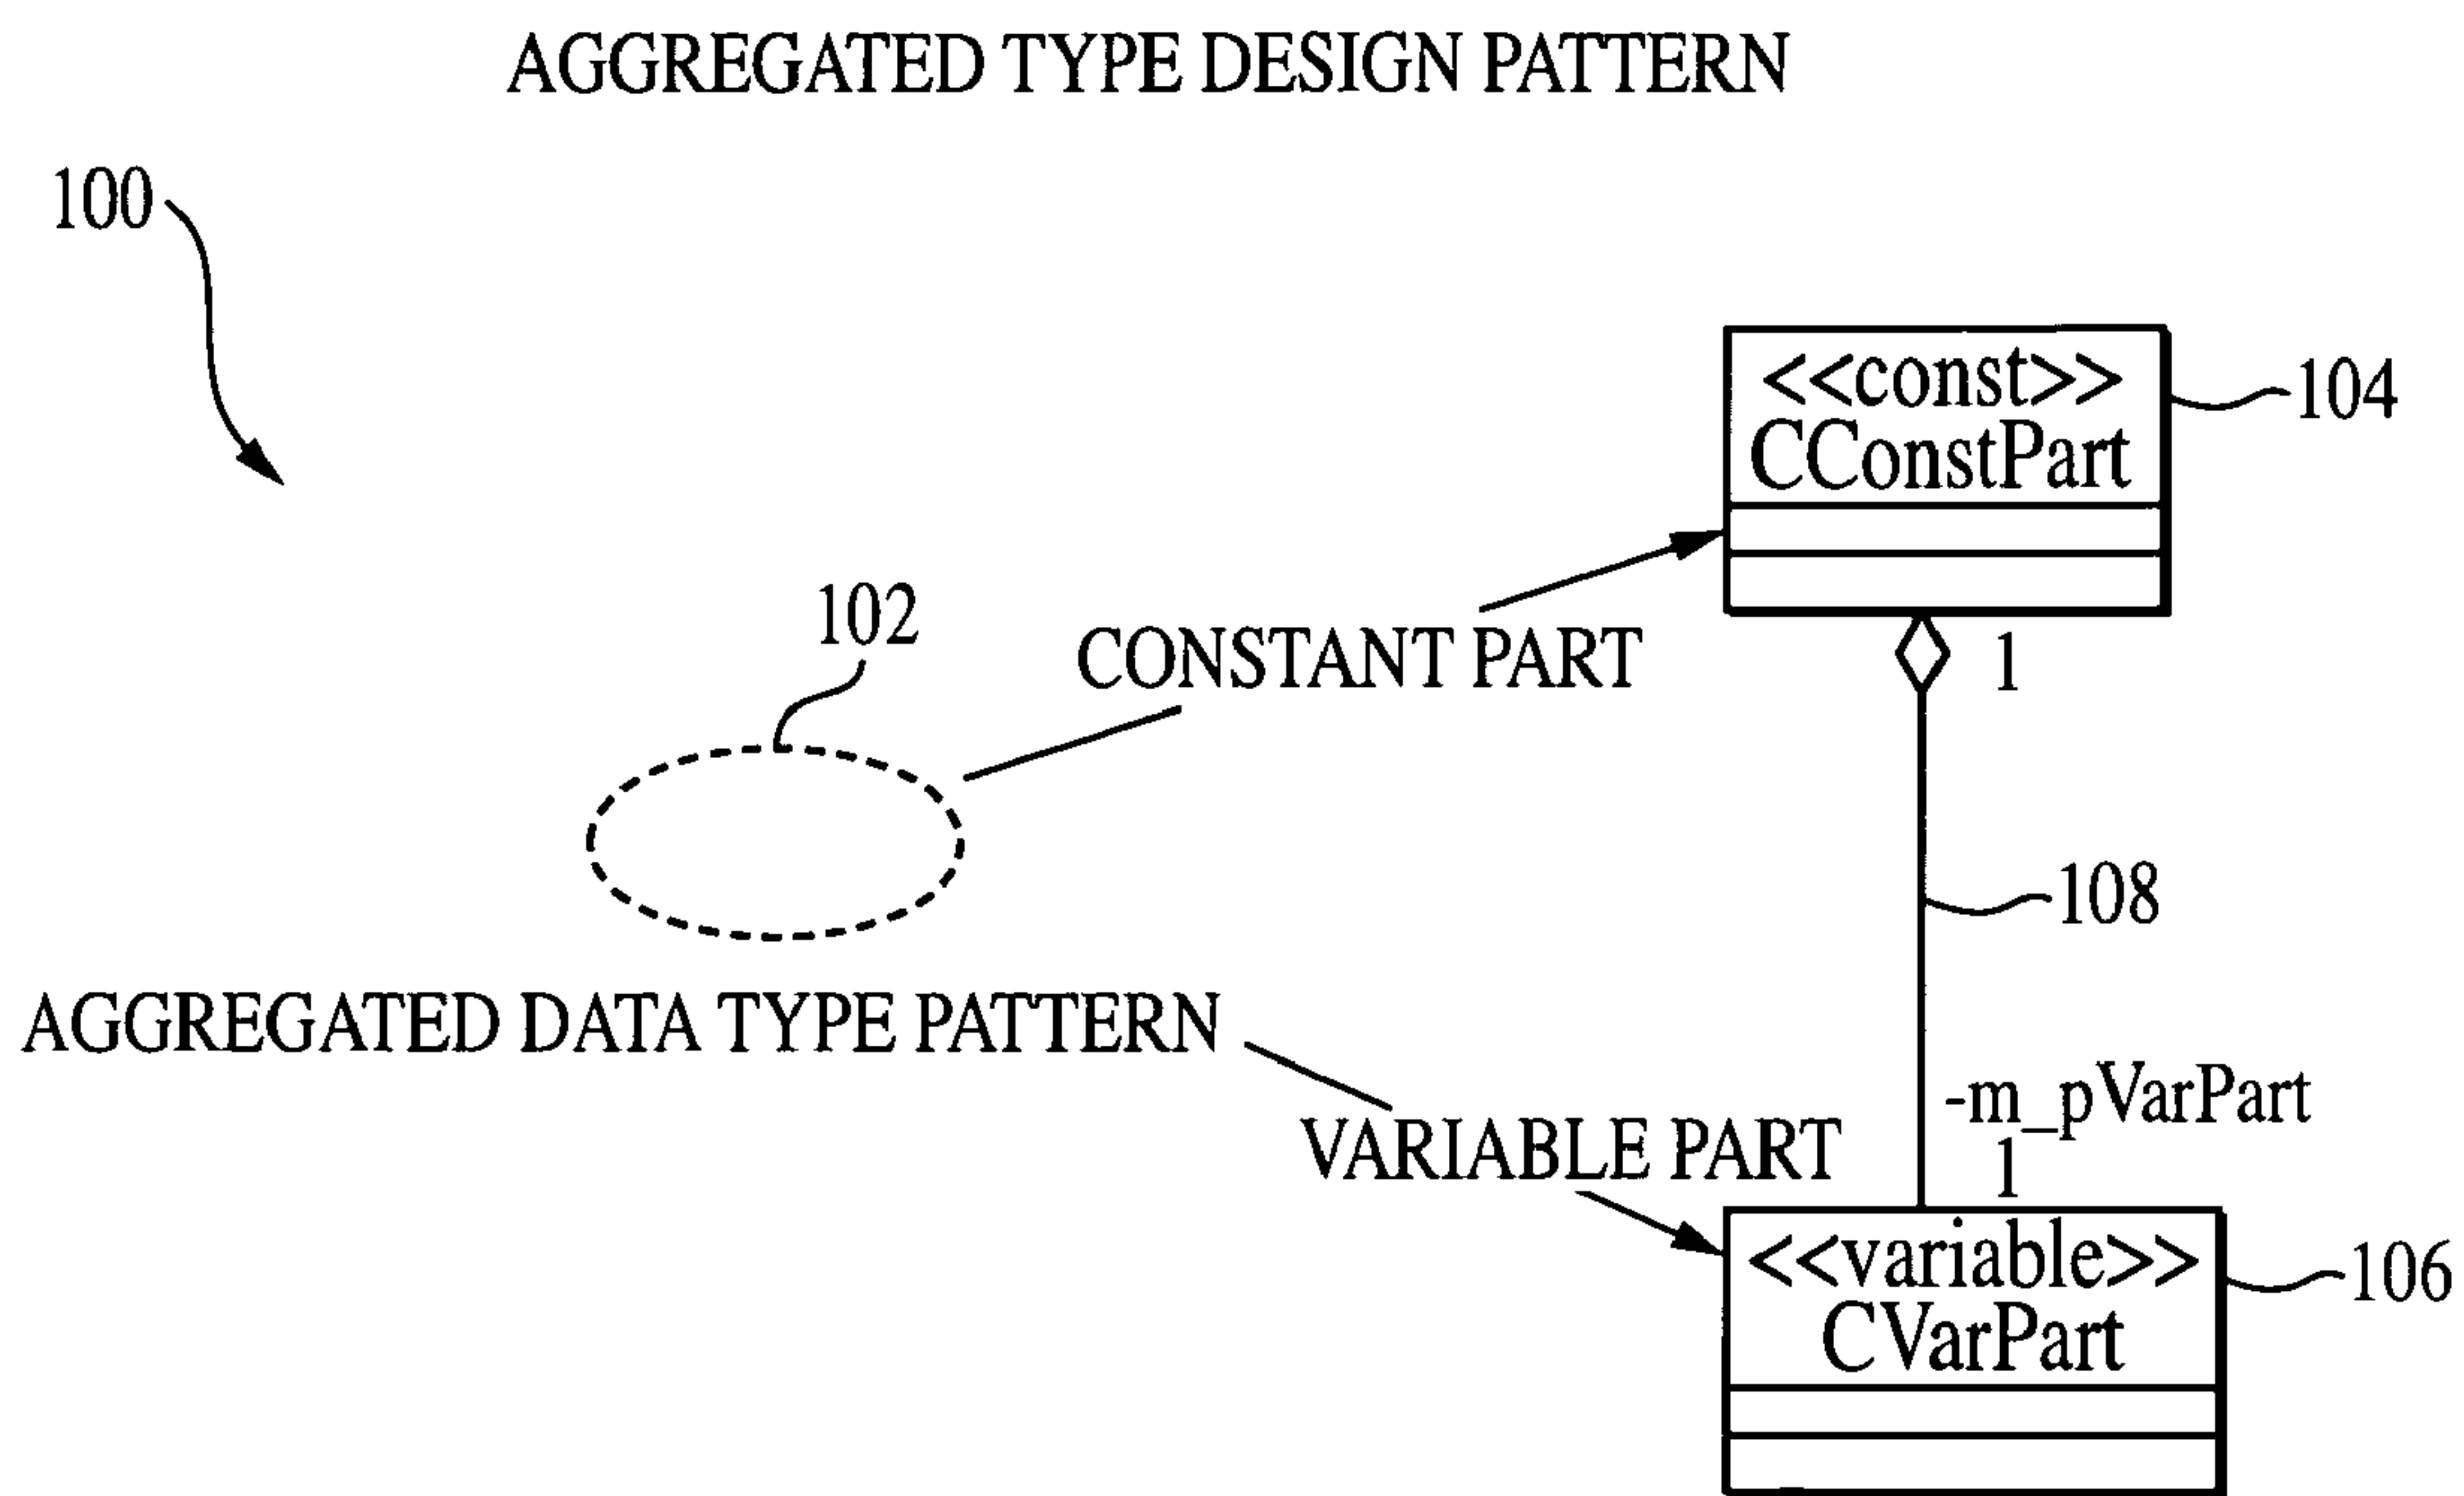 AGGREGATED TYPE DESIGN PATTERN
100
<<const>>
CConstPart
104
102
CONSTANT PART
1
108
AGGREGATED DATA TYPE PATTERN
-m_pVarPart
VARIABLE PART
1
<<variable>>
CVarPart
106